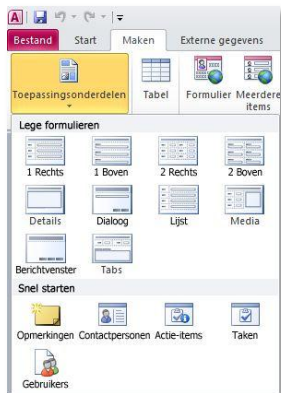 Bestand Start Maken Externe gegevens
Toepassingsonderdelen Tabel Formulier Meerdere
items
Lege formulieren
1 Rechts 1 Boven 2 Rechts 2 Boven
Details Dialoog Lijst Media
Berichtvenster Tabs
Snel starten
Opmerkingen Contactpersonen Actie-items Taken
Gebruikers